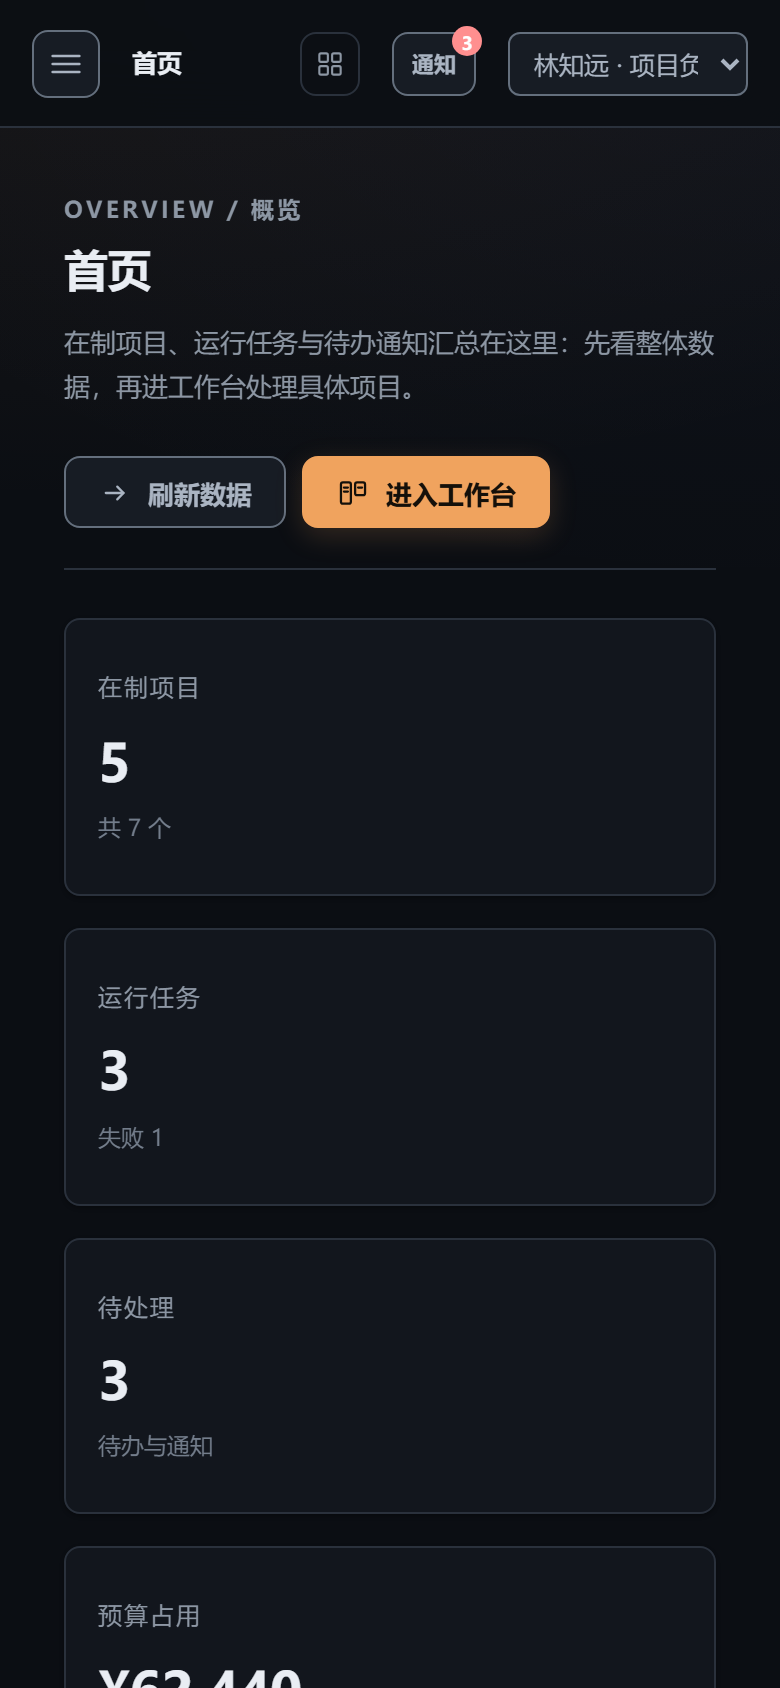 首页
通知
3
林知远 · 项目负
OVERVIEW / 概览
首页
在制项目、运行任务与待办通知汇总在这里：先看整体数
据，再进工作台处理具体项目。
刷新数据
进入工作台
在制项目
5
共 7 个
运行任务
3
失败 1
待处理
3
待办与通知
预算占用
¥62,440